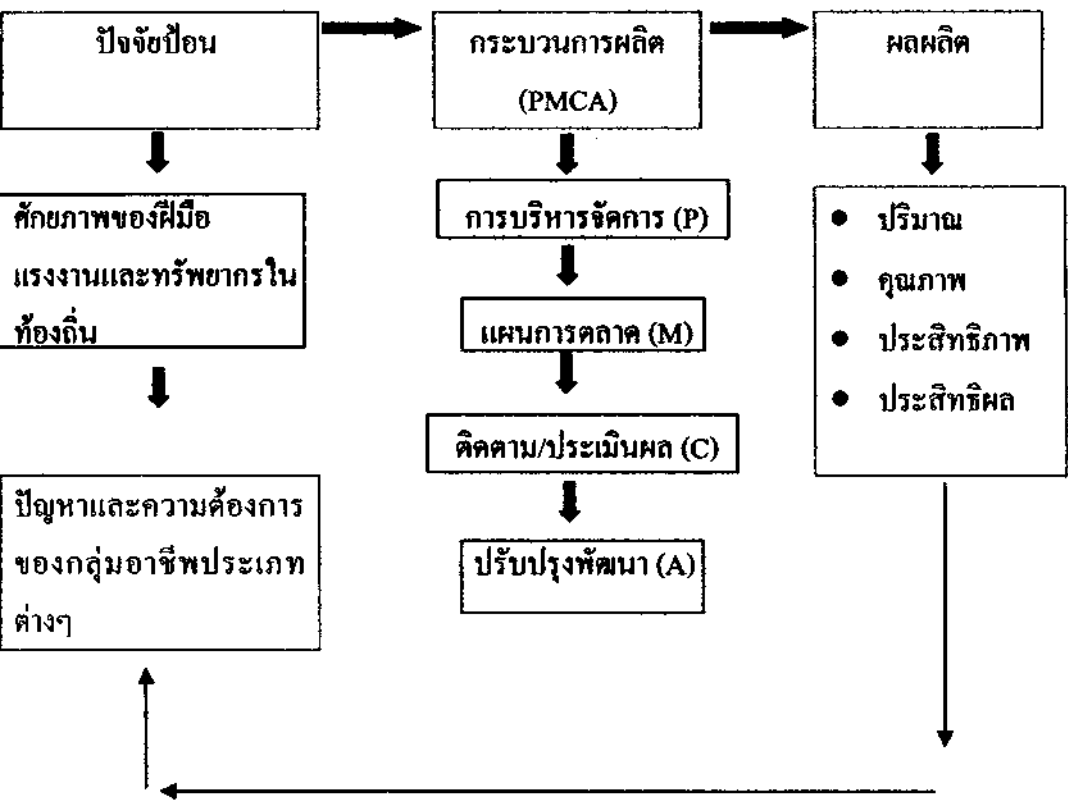 ปัจจัยป้อน
กระบวนการผลิต
(PMCA)
ผลผลิต
ศักยภาพของฝีมือ
แรงงานและทรัพยากรใน
ท้องถิ่น
ปัญหาและความต้องการ
ของกลุ่มอาชีพประเภท
ต่างๆ
การบริหารจัดการ (P)
แผนการตลาด (M)
ติดตาม/ประเมินผล (C)
ปรับปรุงพัฒนา (A)
● ปริมาณ
● คุณภาพ
● ประสิทธิภาพ
● ประสิทธิผล